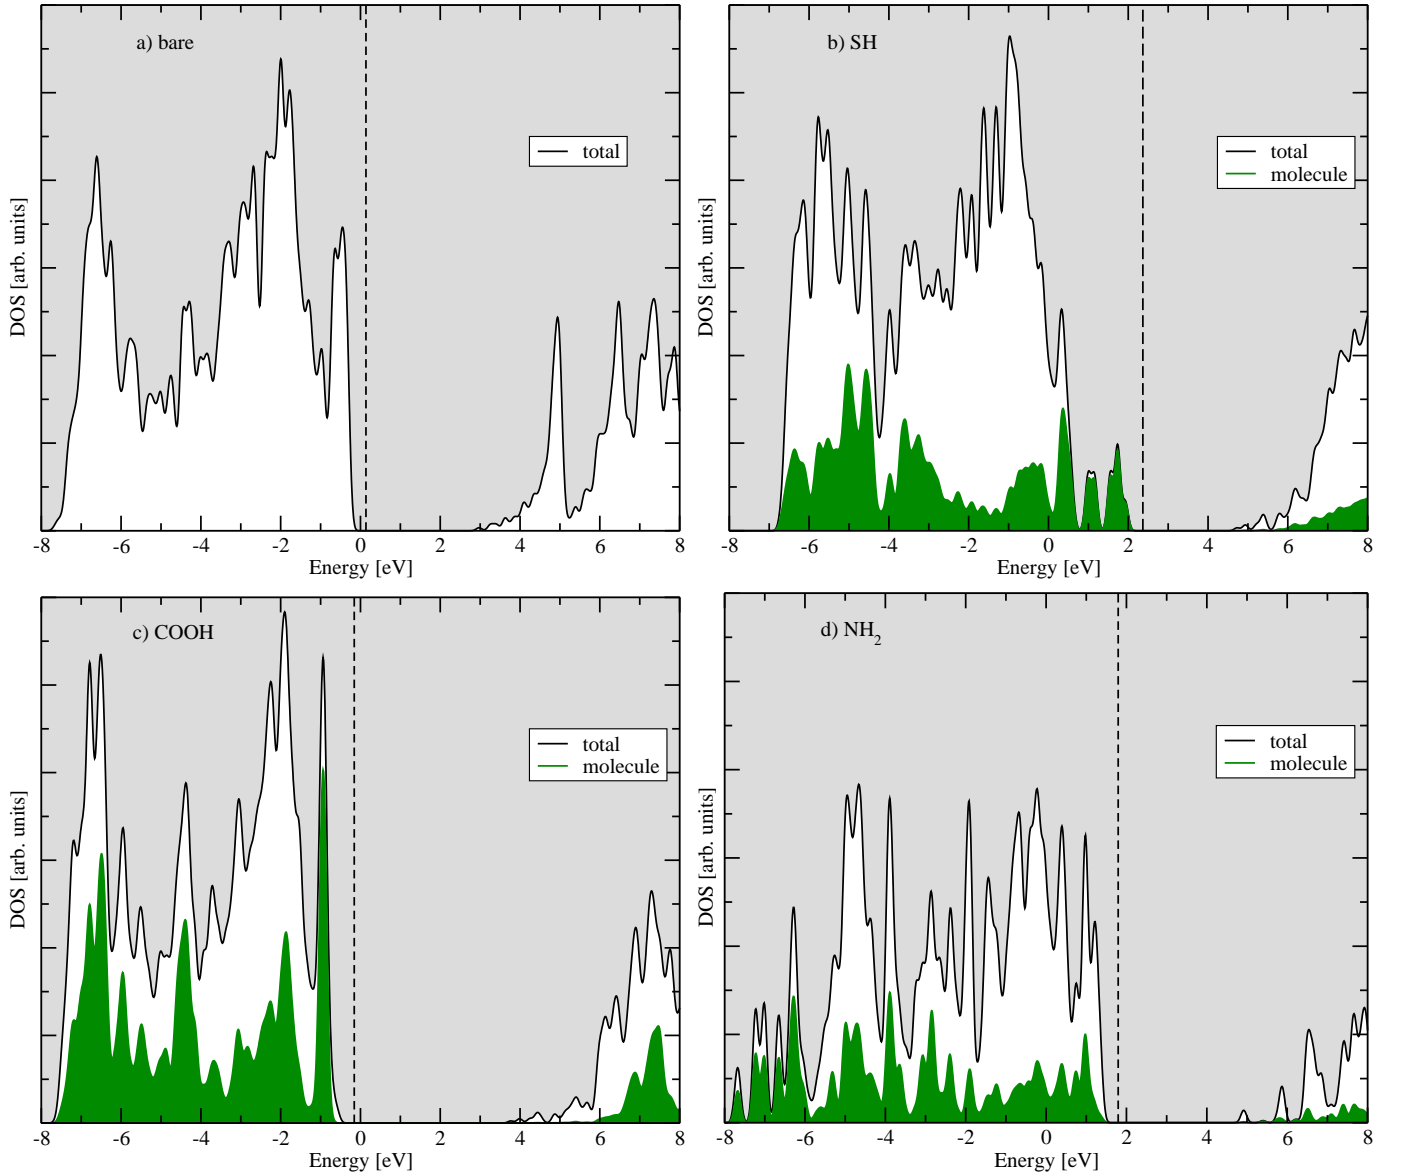 a) bare
total
DOS [arb. units]
-8 -6 -4 -2 0 2 4 6 8
Energy [eV]
b) SH
total
molecule
DOS [arb. units]
-8 -6 -4 -2 0 2 4 6 8
Energy [eV]
c) COOH
total
molecule
DOS [arb. units]
-8 -6 -4 -2 0 2 4 6 8
Energy [eV]
d) NH2
total
molecule
DOS [arb. units]
-8 -6 -4 -2 0 2 4 6 8
Energy [eV]